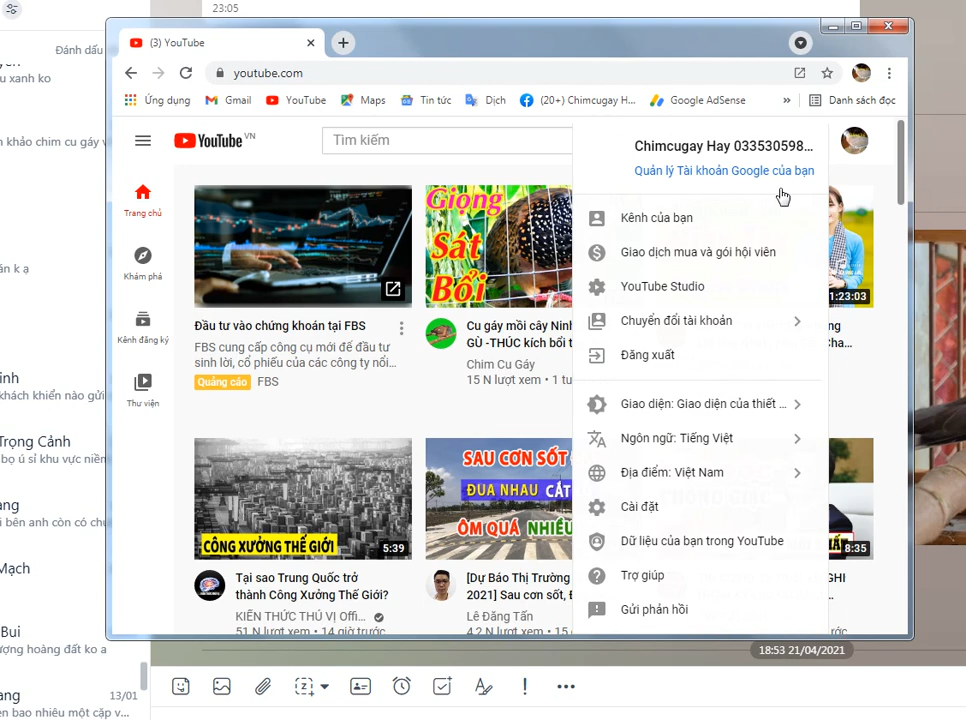 23:05
Đánh dấu
u xanh ko
n khảo chim cu gáy
án k ạ
inh
khách khiển nào gửi
Trọng Cảnh
bọ ú sỉ khu vực niềm
ang
i bên anh còn có chu
Mạch
Bui
ượng hoàng đất ko a
ang
13/01
en bao nhiêu một cặp v...
(3) YouTube
youtube.com
Ứng dụng
Gmail
YouTube
Maps
Tin tức
Dịch
(20+) Chimcugay H...
Google AdSense
»
Danh sách đọc
YouTube VN
Tìm kiếm
Trang chủ
Khám phá
Kênh đăng ký
Thư viện
Đầu tư vào chứng khoán tại FBS
FBS cung cấp công cụ mới để đầu tư
sinh lời, cổ phiếu của các công ty nổi...
Quảng cáo FBS
Giọng
Sát
Bổi
Cu gáy mồi cây Ninh
GÙ -THÚC kích bổi t
Chim Cu Gáy
15 N lượt xem • 1 tu
1:23:03
ng
Cha...
CÔNG XƯỞNG THẾ GIỚI
5:39
Tại sao Trung Quốc trở
thành Công Xưởng Thế Giới?
KIẾN THỨC THÚ VỊ Offi...
51 N lượt xem • 14 giờ trước
SAU CƠN SỐT
ĐUA NHAU CẮT
ÔM QUÁ NHIỀU
[Dự Báo Thị Trường
2021] Sau cơn sốt, Đ
Lê Đăng Tấn
4,2 N lượt xem
8:35
GHI
Chimcugay Hay 033530598...
Quản lý Tài khoản Google của bạn
Kênh của bạn
Giao dịch mua và gói hội viên
YouTube Studio
Chuyển đổi tài khoản
Đăng xuất
Giao diện: Giao diện của thiết ...
Ngôn ngữ: Tiếng Việt
Địa điểm: Việt Nam
Cài đặt
Dữ liệu của bạn trong YouTube
Trợ giúp
Gửi phản hồi
18:53 21/04/2021